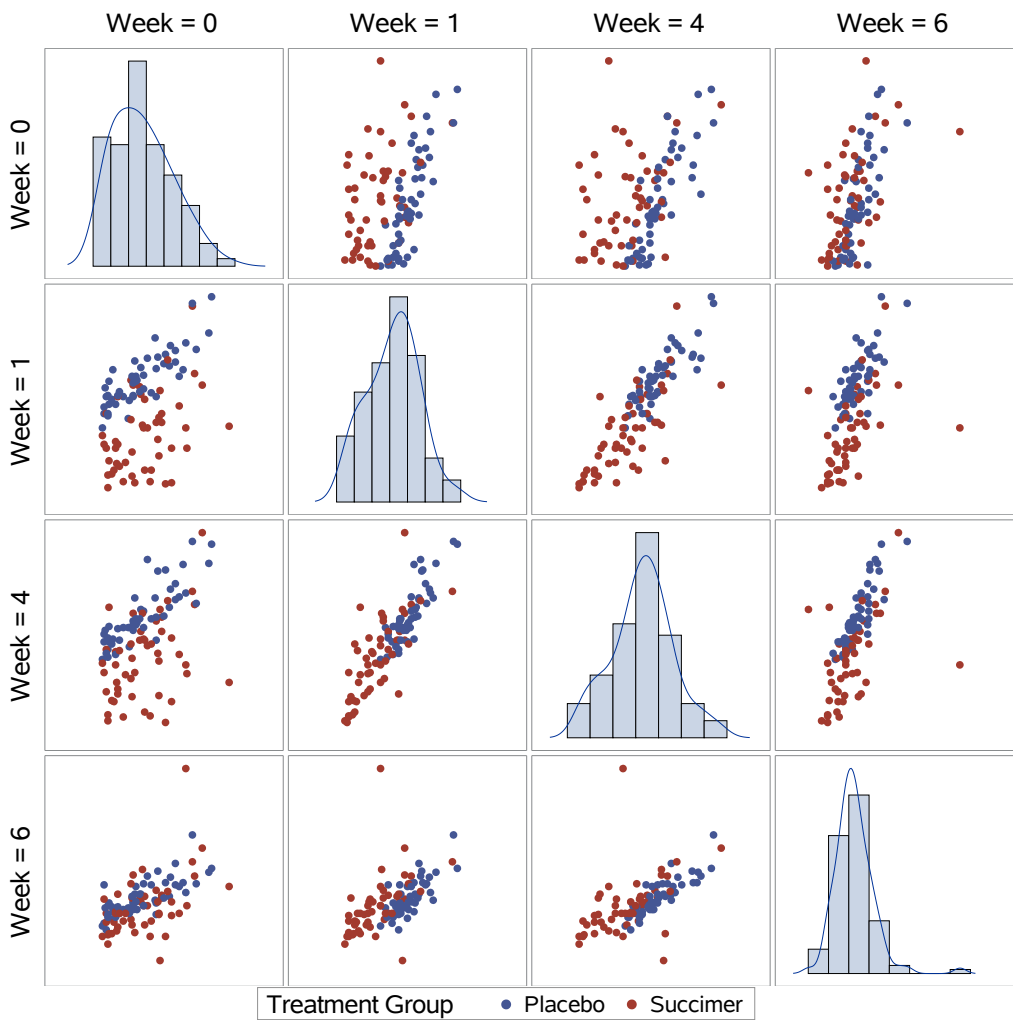 Week = 0 Week = 1 Week = 4 Week = 6
Week = 0
Week = 1
Week = 4
Week = 6
Treatment Group Placebo Succimer